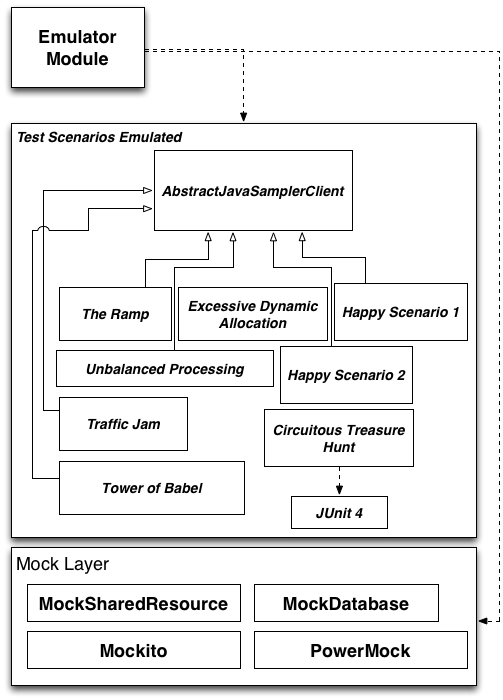 Emulator
Module
Test Scenarios Emulated
AbstractJavaSamplerClient
The Ramp
Excessive Dynamic
Allocation
Happy Scenario 1
Unbalanced Processing
Happy Scenario 2
Traffic Jam
Circuitous Treasure
Hunt
Tower of Babel
JUnit 4
Mock Layer
MockSharedResource
MockDatabase
Mockito
PowerMock